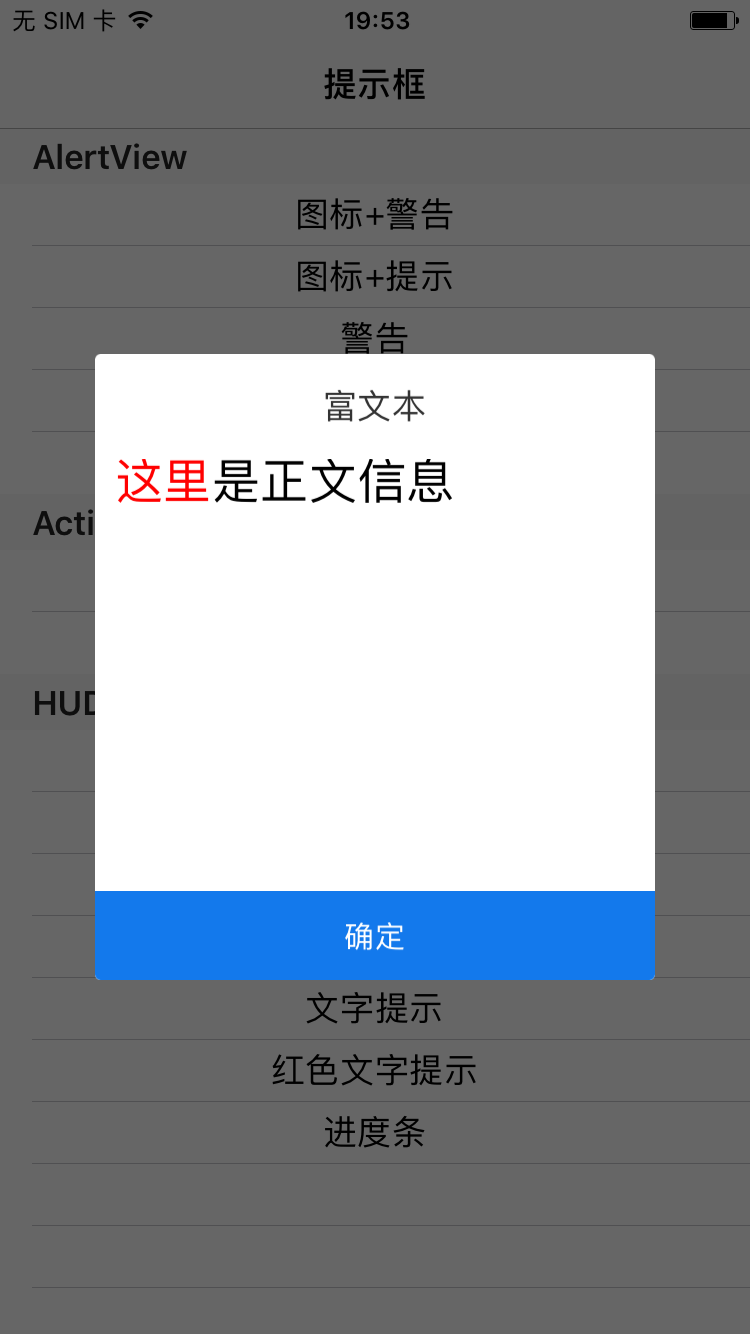 无 SIM 卡 19:53
提示框
AlertView
图标+警告
图标+提示
警告
富文本
这里是正文信息
Acti
HUD
确定
文字提示
红色文字提示
进度条